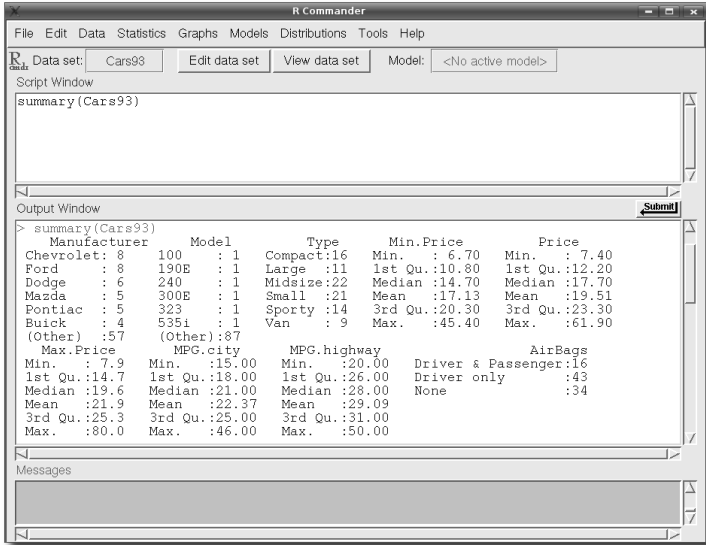 R Commander
File Edit Data Statistics Graphs Models Distributions Tools Help
R Data set: Cars93 Edit data set View data set Model: <No active model>
Script Window
summary(Cars93)
Output Window Submit
> summary(Cars93)
Manufacturer Model Type Min.Price Price
Chevrolet: 8 100 : 1 Compact:16 Min. : 6.70 Min. : 7.40
Ford : 8 190E : 1 Large :11 1st Qu.:10.80 1st Qu.:12.20
Dodge : 6 240 : 1 Midsize:22 Median :14.70 Median :17.70
Mazda : 5 300E : 1 Small :21 Mean :17.13 Mean :19.51
Pontiac : 5 323 : 1 Sporty :14 3rd Qu.:20.30 3rd Qu.:23.30
Buick : 4 535i : 1 Van : 9 Max. :45.40 Max. :61.90
(Other) :57 (Other):87
Max.Price MPG.city MPG.highway AirBags
Min. : 7.9 Min. :15.00 Min. :20.00 Driver & Passenger:16
1st Qu.:14.7 1st Qu.:18.00 1st Qu.:26.00 Driver only :43
Median :19.6 Median :21.00 Median :28.00 None :34
Mean :21.9 Mean :22.37 Mean :29.09
3rd Qu.:25.3 3rd Qu.:25.00 3rd Qu.:31.00
Max. :80.0 Max. :46.00 Max. :50.00
Messages